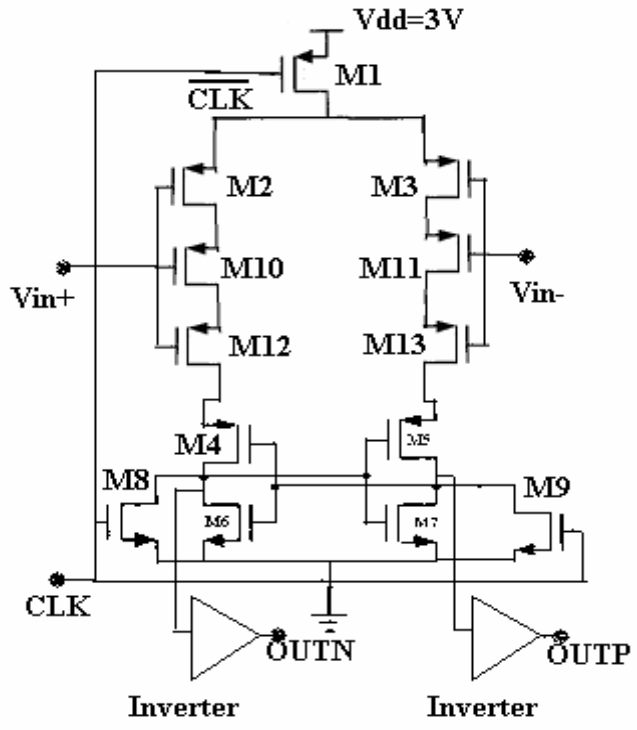 Vdd=3V
M1
CLK
M2
M3
M10
M11
Vin+
Vin-
M12
M13
M4
M5
M8
M9
M6
M7
CLK
OUTN
OUTP
Inverter
Inverter